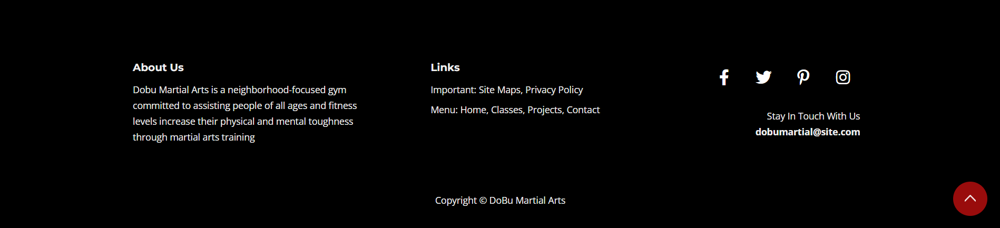 About Us
Dobu Martial Arts is a neighborhood-focused gym
committed to assisting people of all ages and fitness
levels increase their physical and mental toughness
through martial arts training
Links
Important: Site Maps, Privacy Policy
Menu: Home, Classes, Projects, Contact
Stay In Touch With Us
dobumartial@site.com
Copyright © DoBu Martial Arts